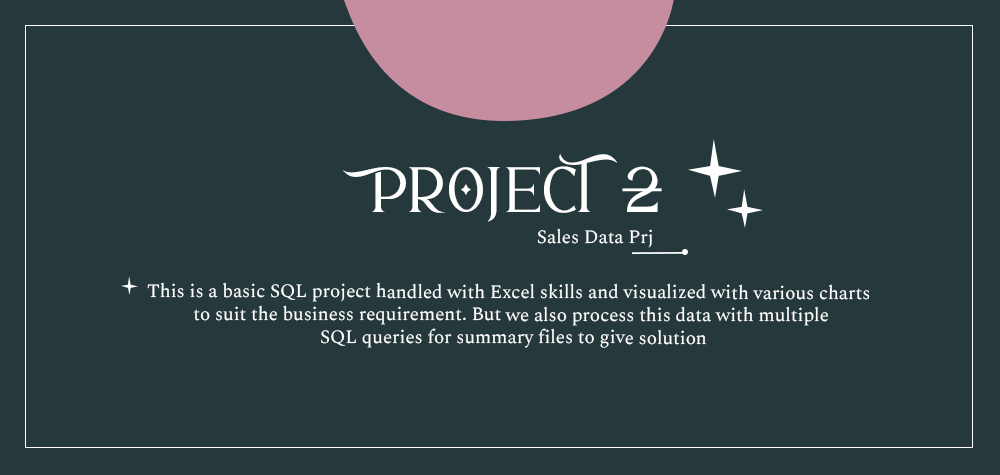 PROJECT 2
Sales Data Prj
This is a basic SQL project handled with Excel skills and visualized with various charts
to suit the business requirement. But we also process this data with multiple
SQL queries for summary files to give solution